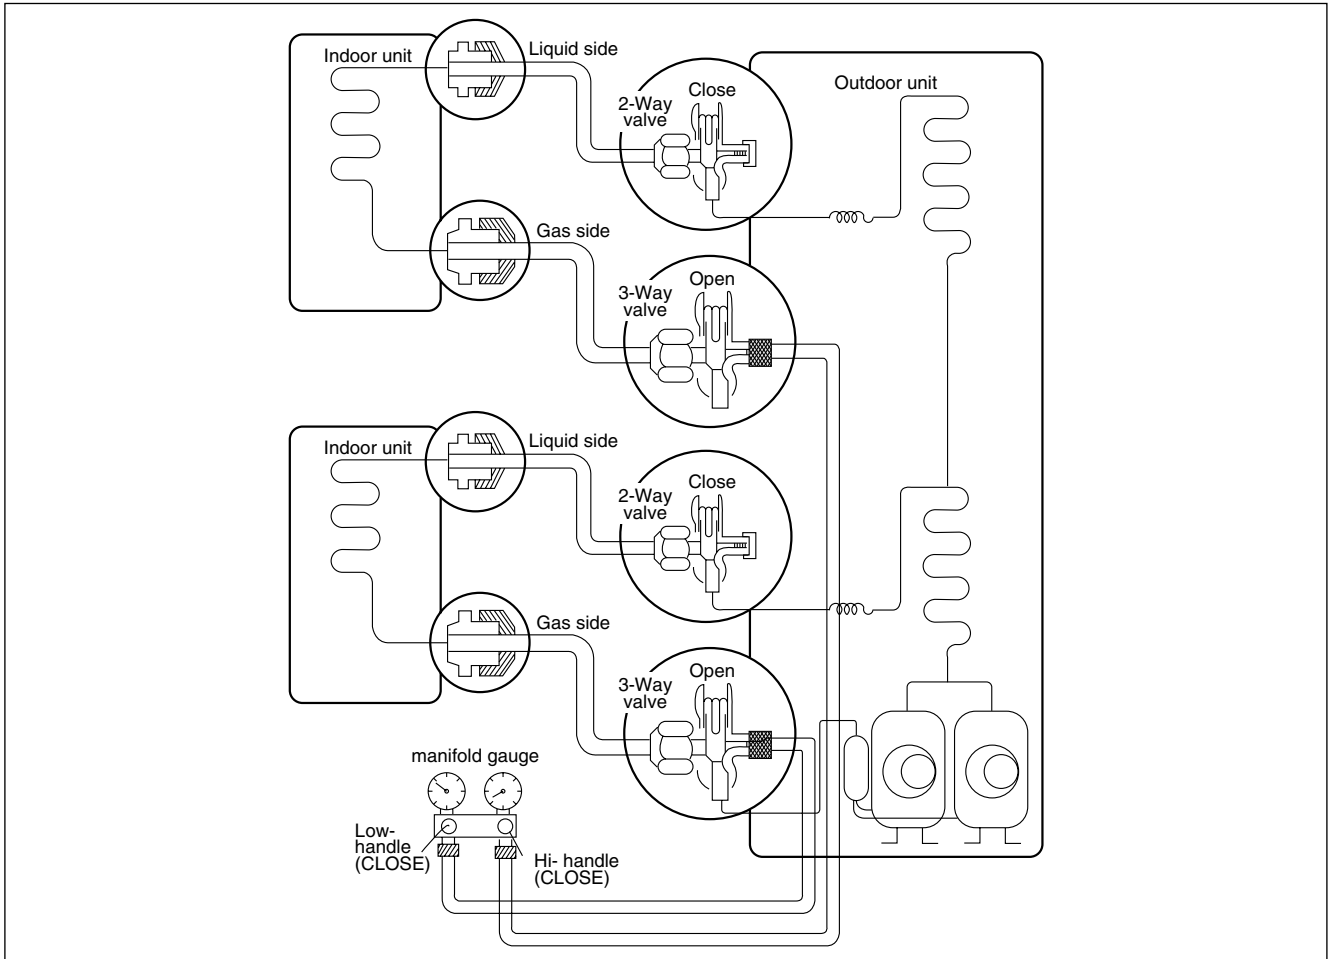 Indoor unit
Liquid side
2-Way
valve
Close
Outdoor unit
Gas side
3-Way
valve
Open
Indoor unit
Liquid side
2-Way
valve
Close
Gas side
3-Way
valve
Open
manifold gauge
Low-
handle
(CLOSE)
Hi- handle
(CLOSE)